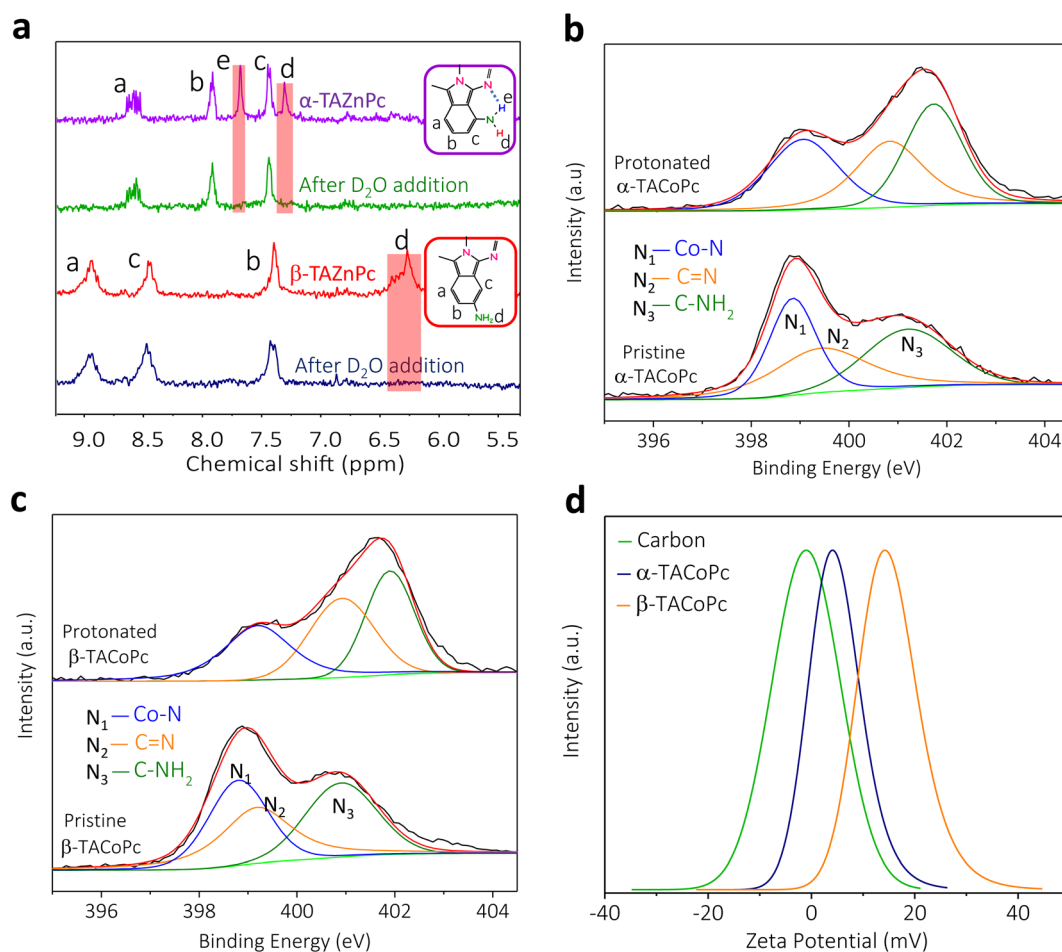 a
a
b
e
c
d
α-TAZnPc
N
N
e
H
N
H
a
b
c
d
After D₂O addition
a
c
b
β-TAZnPc
d
N
N
a
c
b
NH₂
d
After D₂O addition
9.0 8.5 8.0 7.5 7.0 6.5 6.0 5.5
Chemical shift (ppm)
b
Intensity (a.u)
Protonated
α-TACoPc
N₁ — Co-N
N₂ — C=N
N₃ — C-NH₂
N₁
N₂
N₃
Pristine
α-TACoPc
396 398 400 402 404
Binding Energy (eV)
c
Intensity (a.u.)
Protonated
β-TACoPc
N₁ — Co-N
N₂ — C=N
N₃ — C-NH₂
N₁
N₂
N₃
Pristine
β-TACoPc
396 398 400 402 404
Binding Energy (eV)
d
Intensity (a.u.)
Carbon
α-TACoPc
β-TACoPc
-40 -20 0 20 40
Zeta Potential (mV)